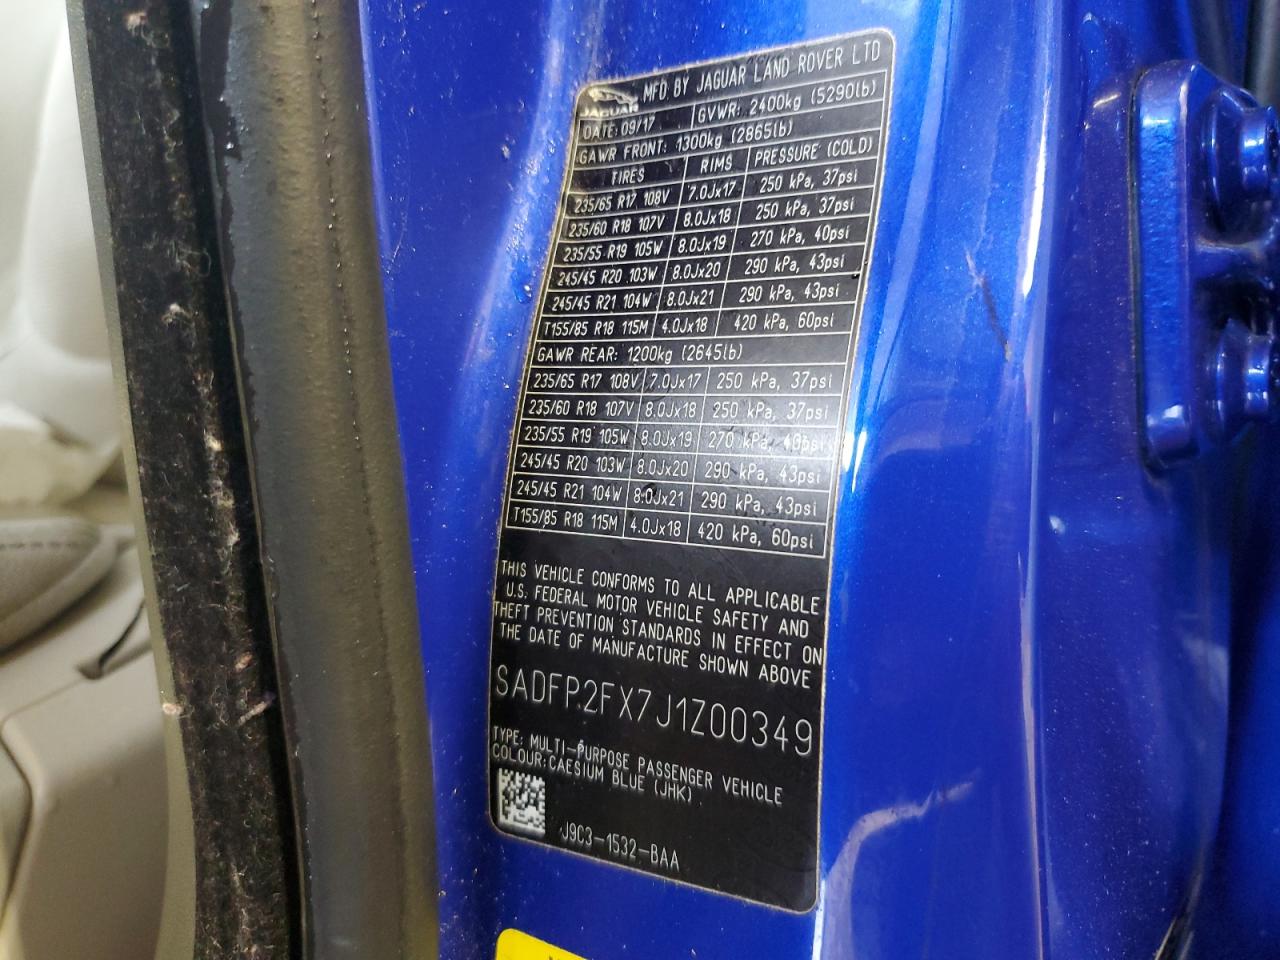 JAGUAR MFD BY JAGUAR LAND ROVER LTD
DATE: 09/17 GVWR: 2400kg (5290lb)
GAWR FRONT: 1300kg (2865lb)
TIRES RIMS PRESSURE (COLD)
235/65 R17 108V 7.0Jx17 250 kPa, 37psi
235/60 R18 107V 8.0Jx18 250 kPa, 37psi
235/55 R19 105W 8.0Jx19 270 kPa, 40psi
245/45 R20 103W 8.0Jx20 290 kPa, 43psi
245/45 R21 104W 8.0Jx21 290 kPa, 43psi
T155/85 R18 115M 4.0Jx18 420 kPa, 60psi
GAWR REAR: 1200kg (2645lb)
235/65 R17 108V 7.0Jx17 250 kPa, 37psi
235/60 R18 107V 8.0Jx18 250 kPa, 37psi
235/55 R19 105W 8.0Jx19 270 kPa, 40psi
245/45 R20 103W 8.0Jx20 290 kPa, 43psi
245/45 R21 104W 8.0Jx21 290 kPa, 43psi
T155/85 R18 115M 4.0Jx18 420 kPa, 60psi
THIS VEHICLE CONFORMS TO ALL APPLICABLE
U.S. FEDERAL MOTOR VEHICLE SAFETY AND
THEFT PREVENTION STANDARDS IN EFFECT ON
THE DATE OF MANUFACTURE SHOWN ABOVE
SADFP2FX7J1Z00349
TYPE: MULTI-PURPOSE PASSENGER VEHICLE
COLOUR: CAESIUM BLUE (JHK)
J9C3-1532-BAA